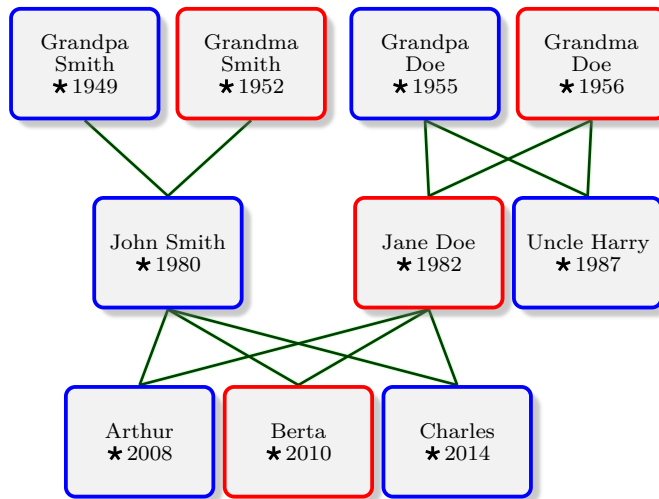 Grandpa
Smith
★1949
Grandma
Smith
★1952
Grandpa
Doe
★1955
Grandma
Doe
★1956
John Smith
★1980
Jane Doe
★1982
Uncle Harry
★1987
Arthur
★2008
Berta
★2010
Charles
★2014